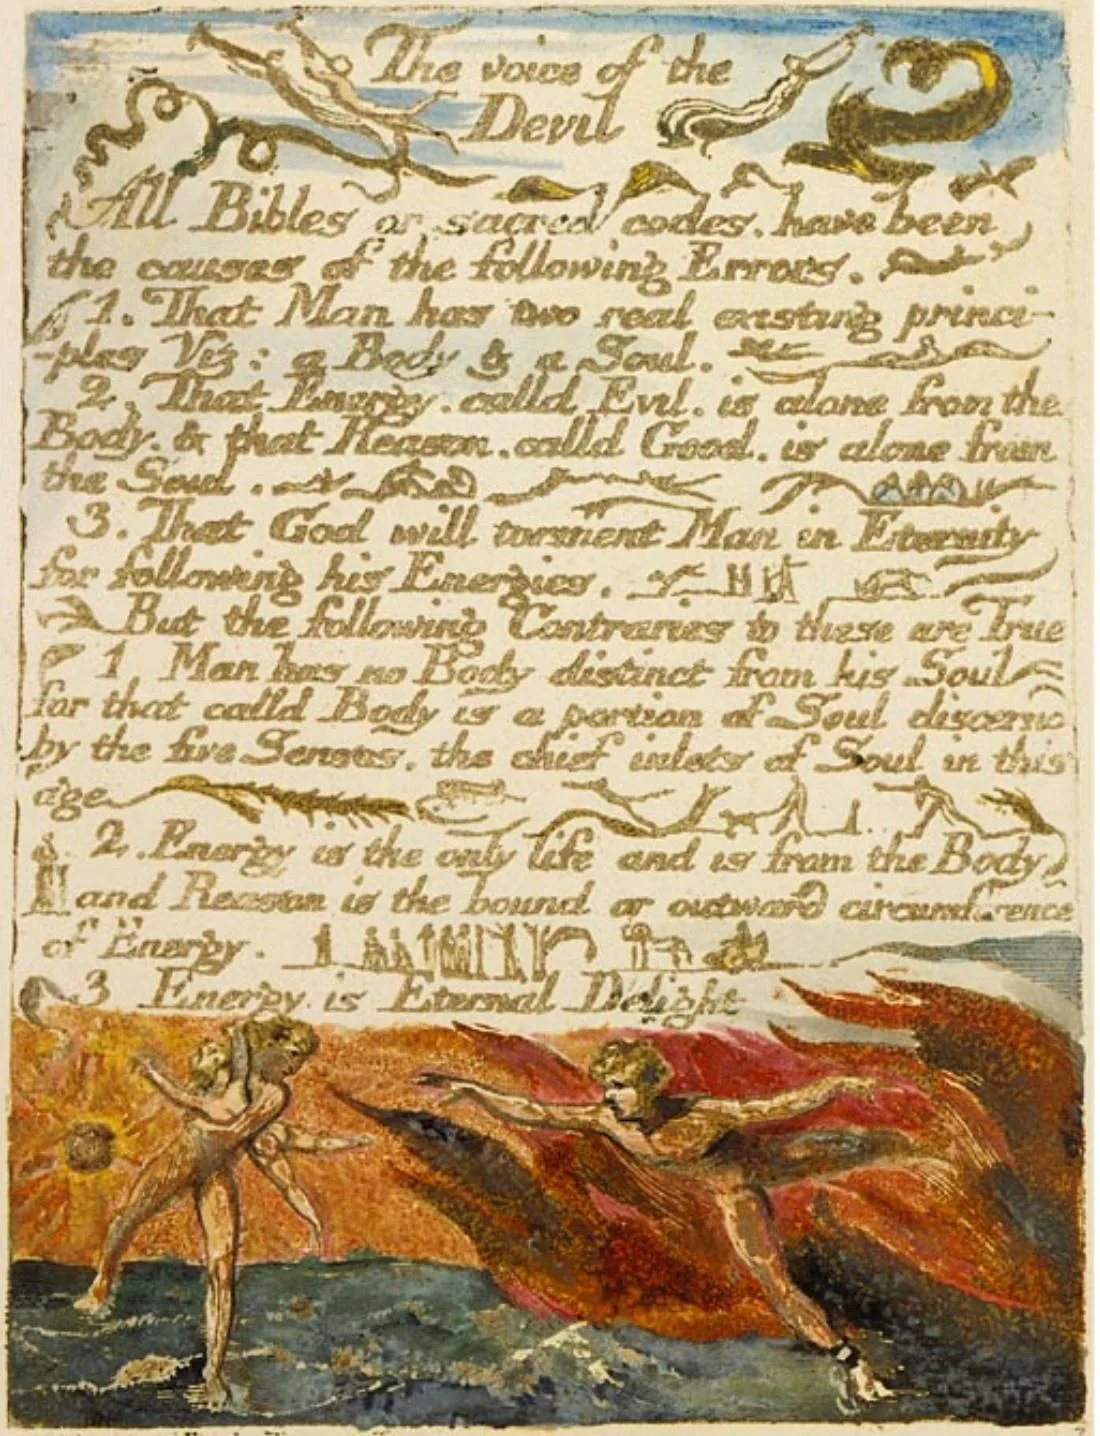 The voice of the
Devil
All Bibles or sacred codes. have been
the causes of the following Errors.
1. That Man has two real existing princi-
-ples Viz: a Body & a Soul.
2. That Energy. calld Evil. is alone from the
Body. & that Reason. calld Good. is alone from
the Soul.
3. That God will torment Man in Eternity
for following his Energies.
But the following Contraries to these are True
1 Man has no Body distinct from his Soul
for that calld Body is a portion of Soul discernd
by the five Senses. the chief inlets of Soul in this
age
2. Energy is the only life and is from the Body
and Reason is the bound or outward circumference
of Energy.
3 Energy is Eternal Delight